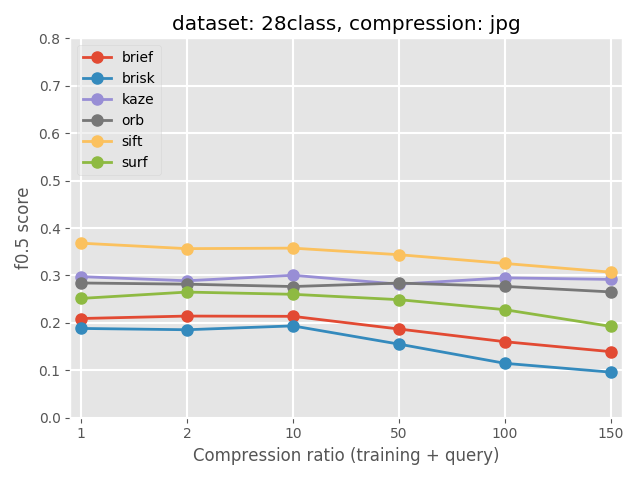 dataset: 28class, compression: jpg
0.8
0.7
0.6
0.5
0.4
0.3
0.2
0.1
0.0
f0.5 score
brief
brisk
kaze
orb
sift
surf
1 2 10 50 100 150
Compression ratio (training + query)